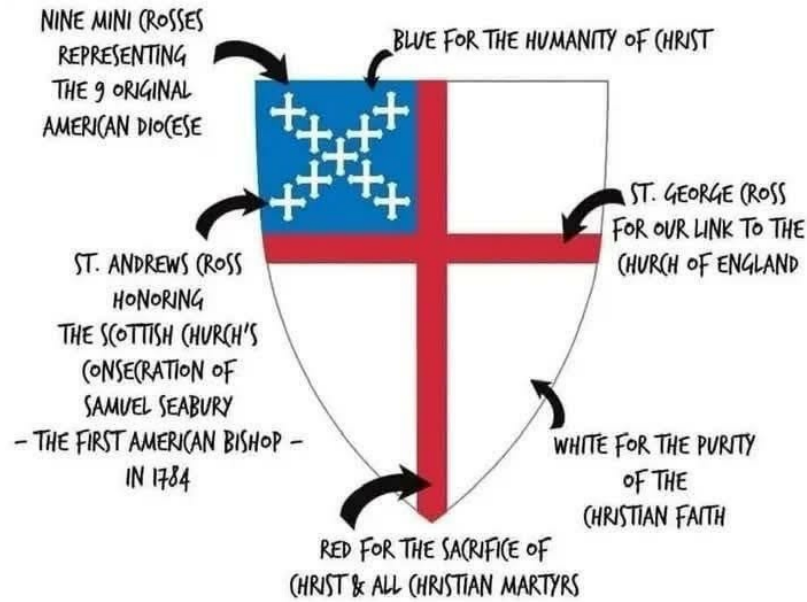 NINE MINI CROSSES
REPRESENTING
THE 9 ORIGINAL
AMERICAN DIOCESE
BLUE FOR THE HUMANITY OF CHRIST
ST. GEORGE CROSS
FOR OUR LINK TO THE
CHURCH OF ENGLAND
ST. ANDREWS CROSS
HONORING
THE SCOTTISH CHURCH'S
CONSECRATION OF
SAMUEL SEABURY
- THE FIRST AMERICAN BISHOP -
IN 1784
WHITE FOR THE PURITY
OF THE
CHRISTIAN FAITH
RED FOR THE SACRIFICE OF
CHRIST & ALL CHRISTIAN MARTYRS